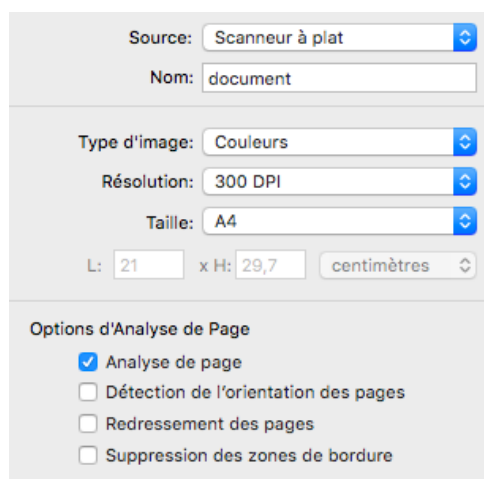 Source: Scanneur à plat
Nom: document
Type d'image: Couleurs
Résolution: 300 DPI
Taille: A4
L: 21 x H: 29,7 centimètres
Options d'Analyse de Page
Analyse de page
Détection de l'orientation des pages
Redressement des pages
Suppression des zones de bordure